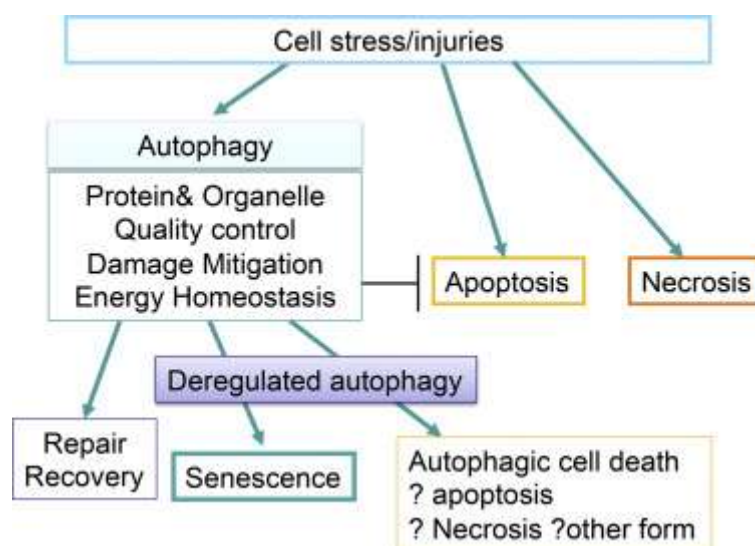 Cell stress/injuries
Autophagy
Protein& Organelle
Quality control
Damage Mitigation
Energy Homeostasis
Apoptosis
Necrosis
Deregulated autophagy
Repair
Recovery
Senescence
Autophagic cell death
? apoptosis
? Necrosis ?other form